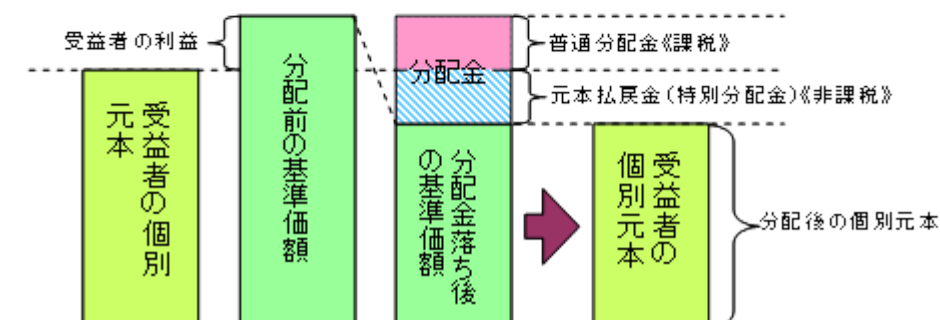 受益者の利益
普通分配金《課税》
分配金
元本払戻金(特別分配金)《非課税》
受益者の個別
元本
分配前の基準価額
分配金落ち後
の基準価額
受益者の
個別元本
分配後の個別元本